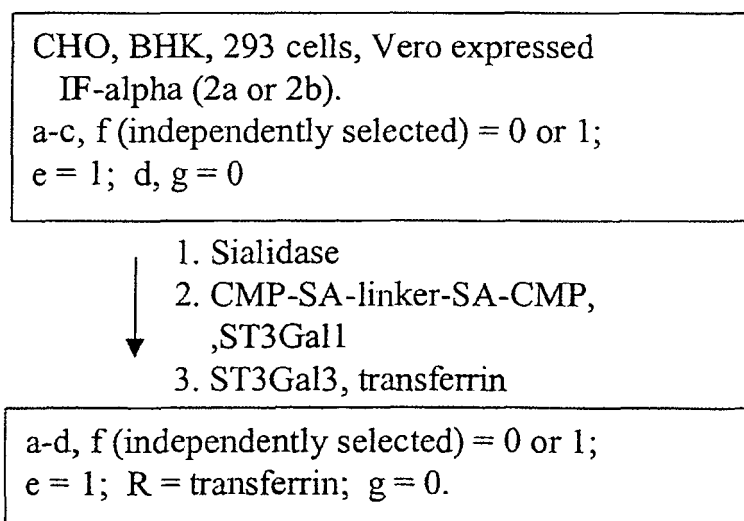 CHO, BHK, 293 cells, Vero expressed
IF-alpha (2a or 2b).
a-c, f (independently selected) = 0 or 1;
e = 1; d, g = 0
1. Sialidase
2. CMP-SA-linker-SA-CMP,
,ST3Gal1
3. ST3Gal3, transferrin
a-d, f (independently selected) = 0 or 1;
e = 1; R = transferrin; g = 0.